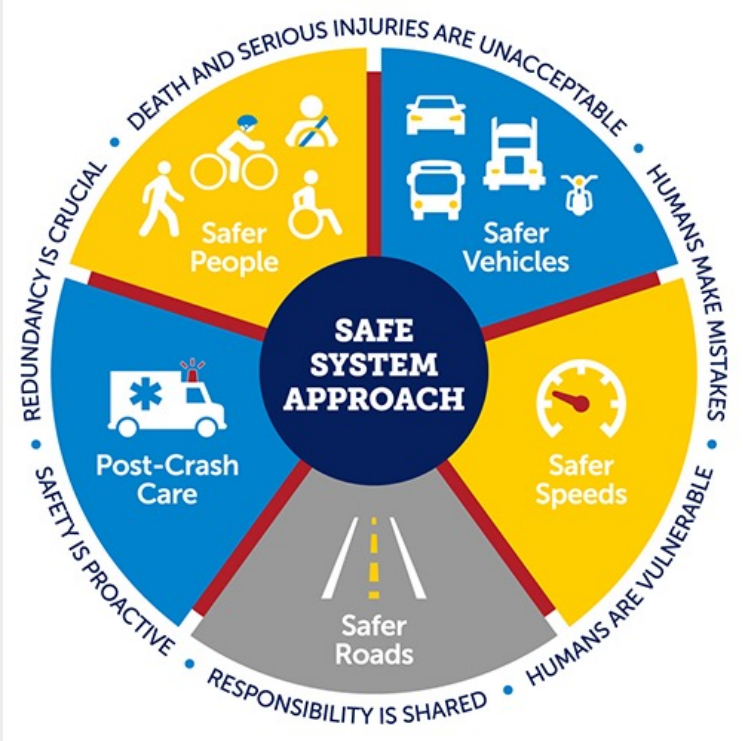 DEATH AND SERIOUS INJURIES ARE UNACCEPTABLE
HUMANS MAKE MISTAKES
HUMANS ARE VULNERABLE
RESPONSIBILITY IS SHARED
SAFETY IS PROACTIVE
REDUNDANCY IS CRUCIAL
Safer
People
Safer
Vehicles
SAFE
SYSTEM
APPROACH
Post-Crash
Care
Safer
Speeds
Safer
Roads